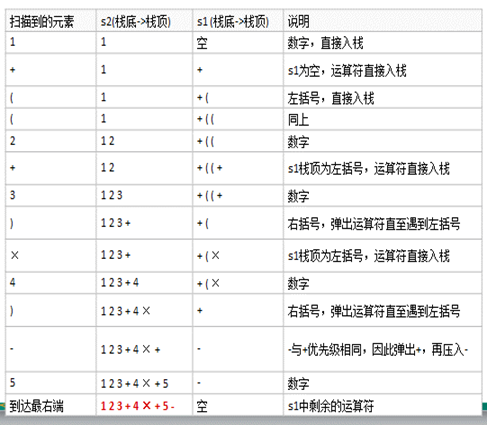 扫描到的元素 s2(栈底->栈顶) s1(栈底->栈顶) 说明
1 1 空 数字，直接入栈
+ 1 + s1为空，运算符直接入栈
( 1 +( 左括号，直接入栈
( 1 +(( 同上
2 1 2 +(( 数字
+ 1 2 +((+ s1栈顶为左括号，运算符直接入栈
3 1 2 3 +((+ 数字
) 1 2 3 + +( 右括号，弹出运算符直至遇到左括号
× 1 2 3 + +(× s1栈顶为左括号，运算符直接入栈
4 1 2 3 + 4 +(× 数字
) 1 2 3 + 4 × + 右括号，弹出运算符直至遇到左括号
- 1 2 3 + 4 × + - -与+优先级相同，因此弹出+，再压入-
5 1 2 3 + 4 × + 5 - 数字
到达最右端 1 2 3 + 4 × + 5 - 空 s1中剩余的运算符